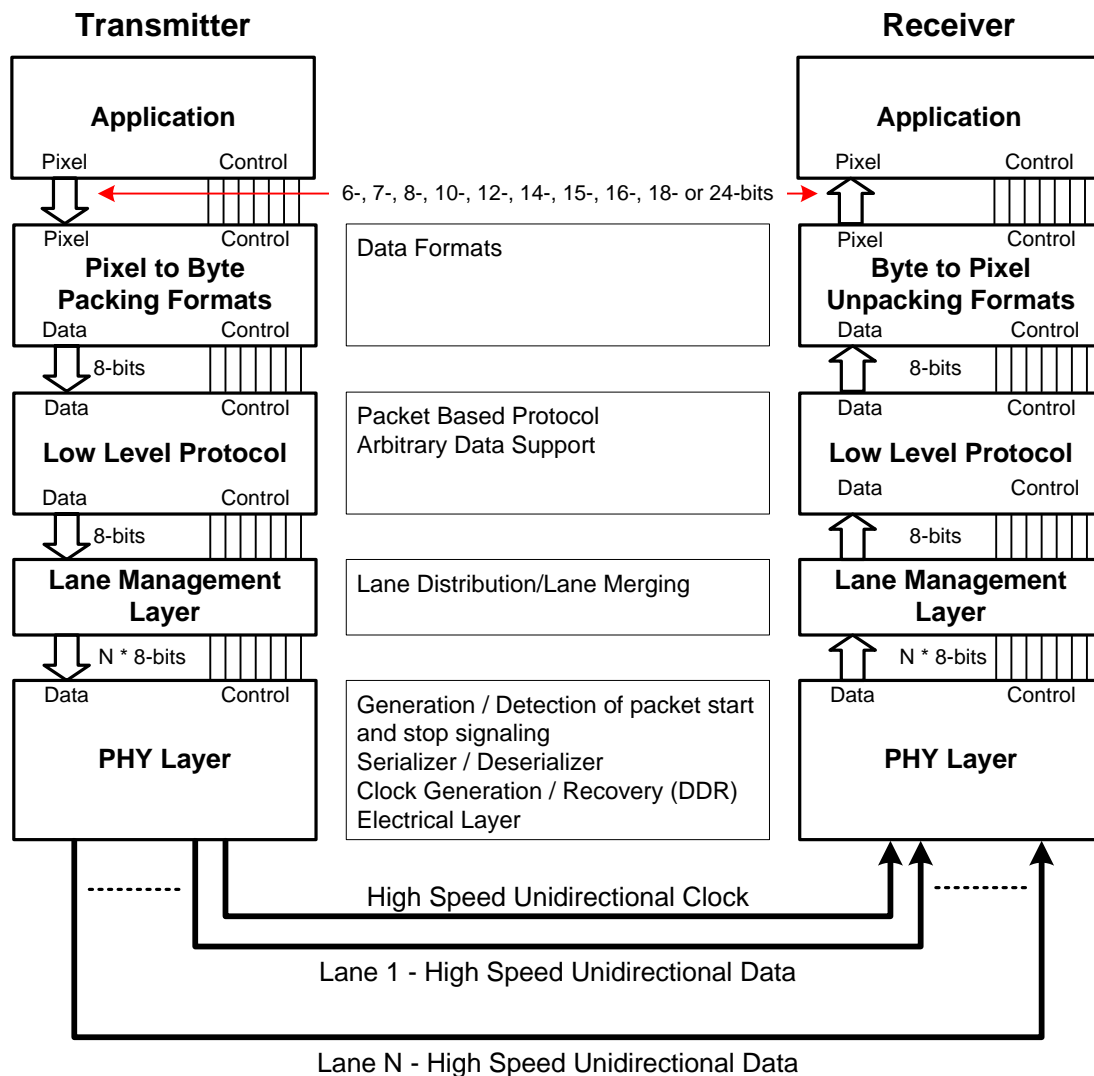 Transmitter
Receiver
Application
Pixel
Control
Application
Pixel
Control
6-, 7-, 8-, 10-, 12-, 14-, 15-, 16-, 18- or 24-bits
Pixel
Control
Pixel to Byte
Packing Formats
Data
Control
Data Formats
Pixel
Control
Byte to Pixel
Unpacking Formats
Data
Control
8-bits
8-bits
Data
Control
Low Level Protocol
Data
Control
Packet Based Protocol
Arbitrary Data Support
Data
Control
Low Level Protocol
Data
Control
8-bits
8-bits
Lane Management
Layer
Lane Distribution/Lane Merging
Lane Management
Layer
N * 8-bits
N * 8-bits
Data
Control
PHY Layer
Generation / Detection of packet start
and stop signaling
Serializer / Deserializer
Clock Generation / Recovery (DDR)
Electrical Layer
Data
Control
PHY Layer
High Speed Unidirectional Clock
Lane 1 - High Speed Unidirectional Data
Lane N - High Speed Unidirectional Data